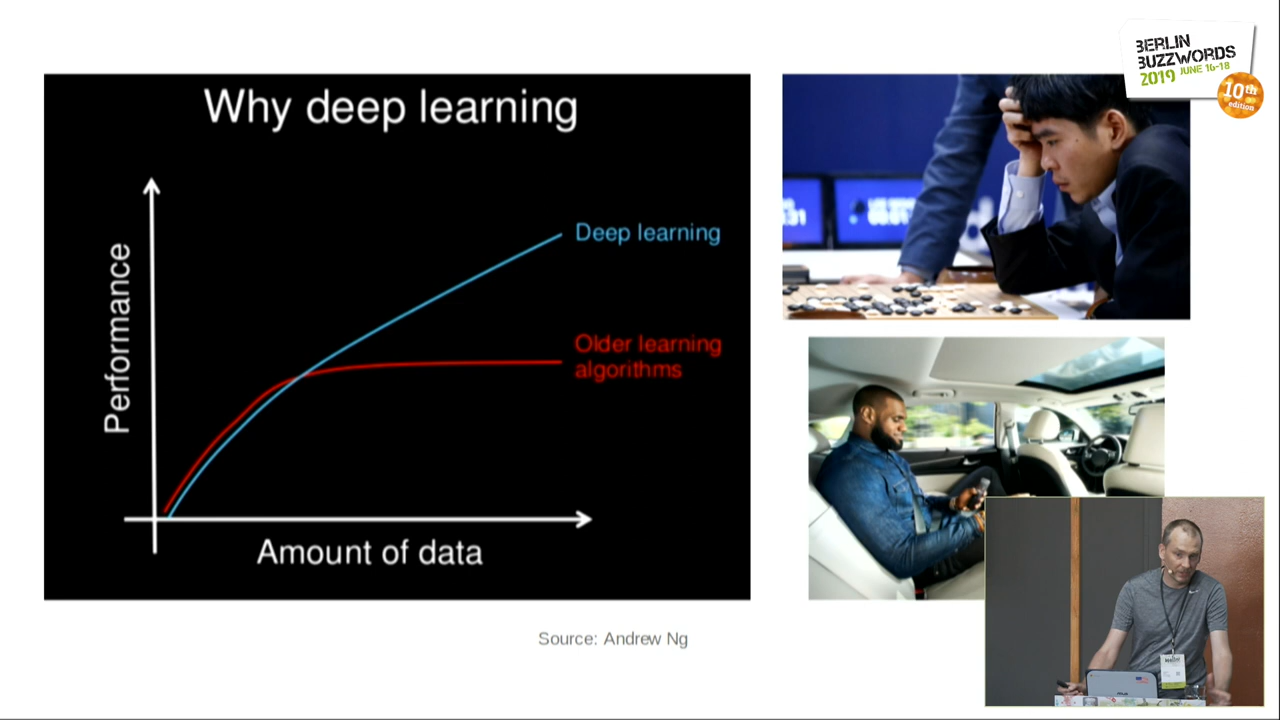 Why deep learning
Performance
Deep learning
Older learning
algorithms
Amount of data
Source: Andrew Ng
BERLIN
BUZZWORDS
2019 JUNE 16-18
10th
edition